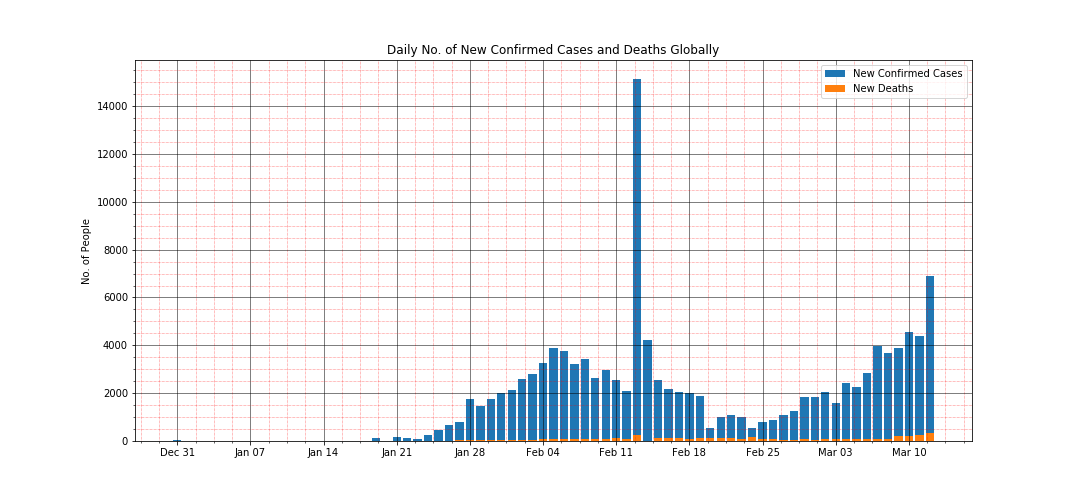 Daily No. of New Confirmed Cases and Deaths Globally
New Confirmed Cases
New Deaths
14000
12000
10000
8000
6000
4000
2000
0
No. of People
Dec 31 Jan 07 Jan 14 Jan 21 Jan 28 Feb 04 Feb 11 Feb 18 Feb 25 Mar 03 Mar 10